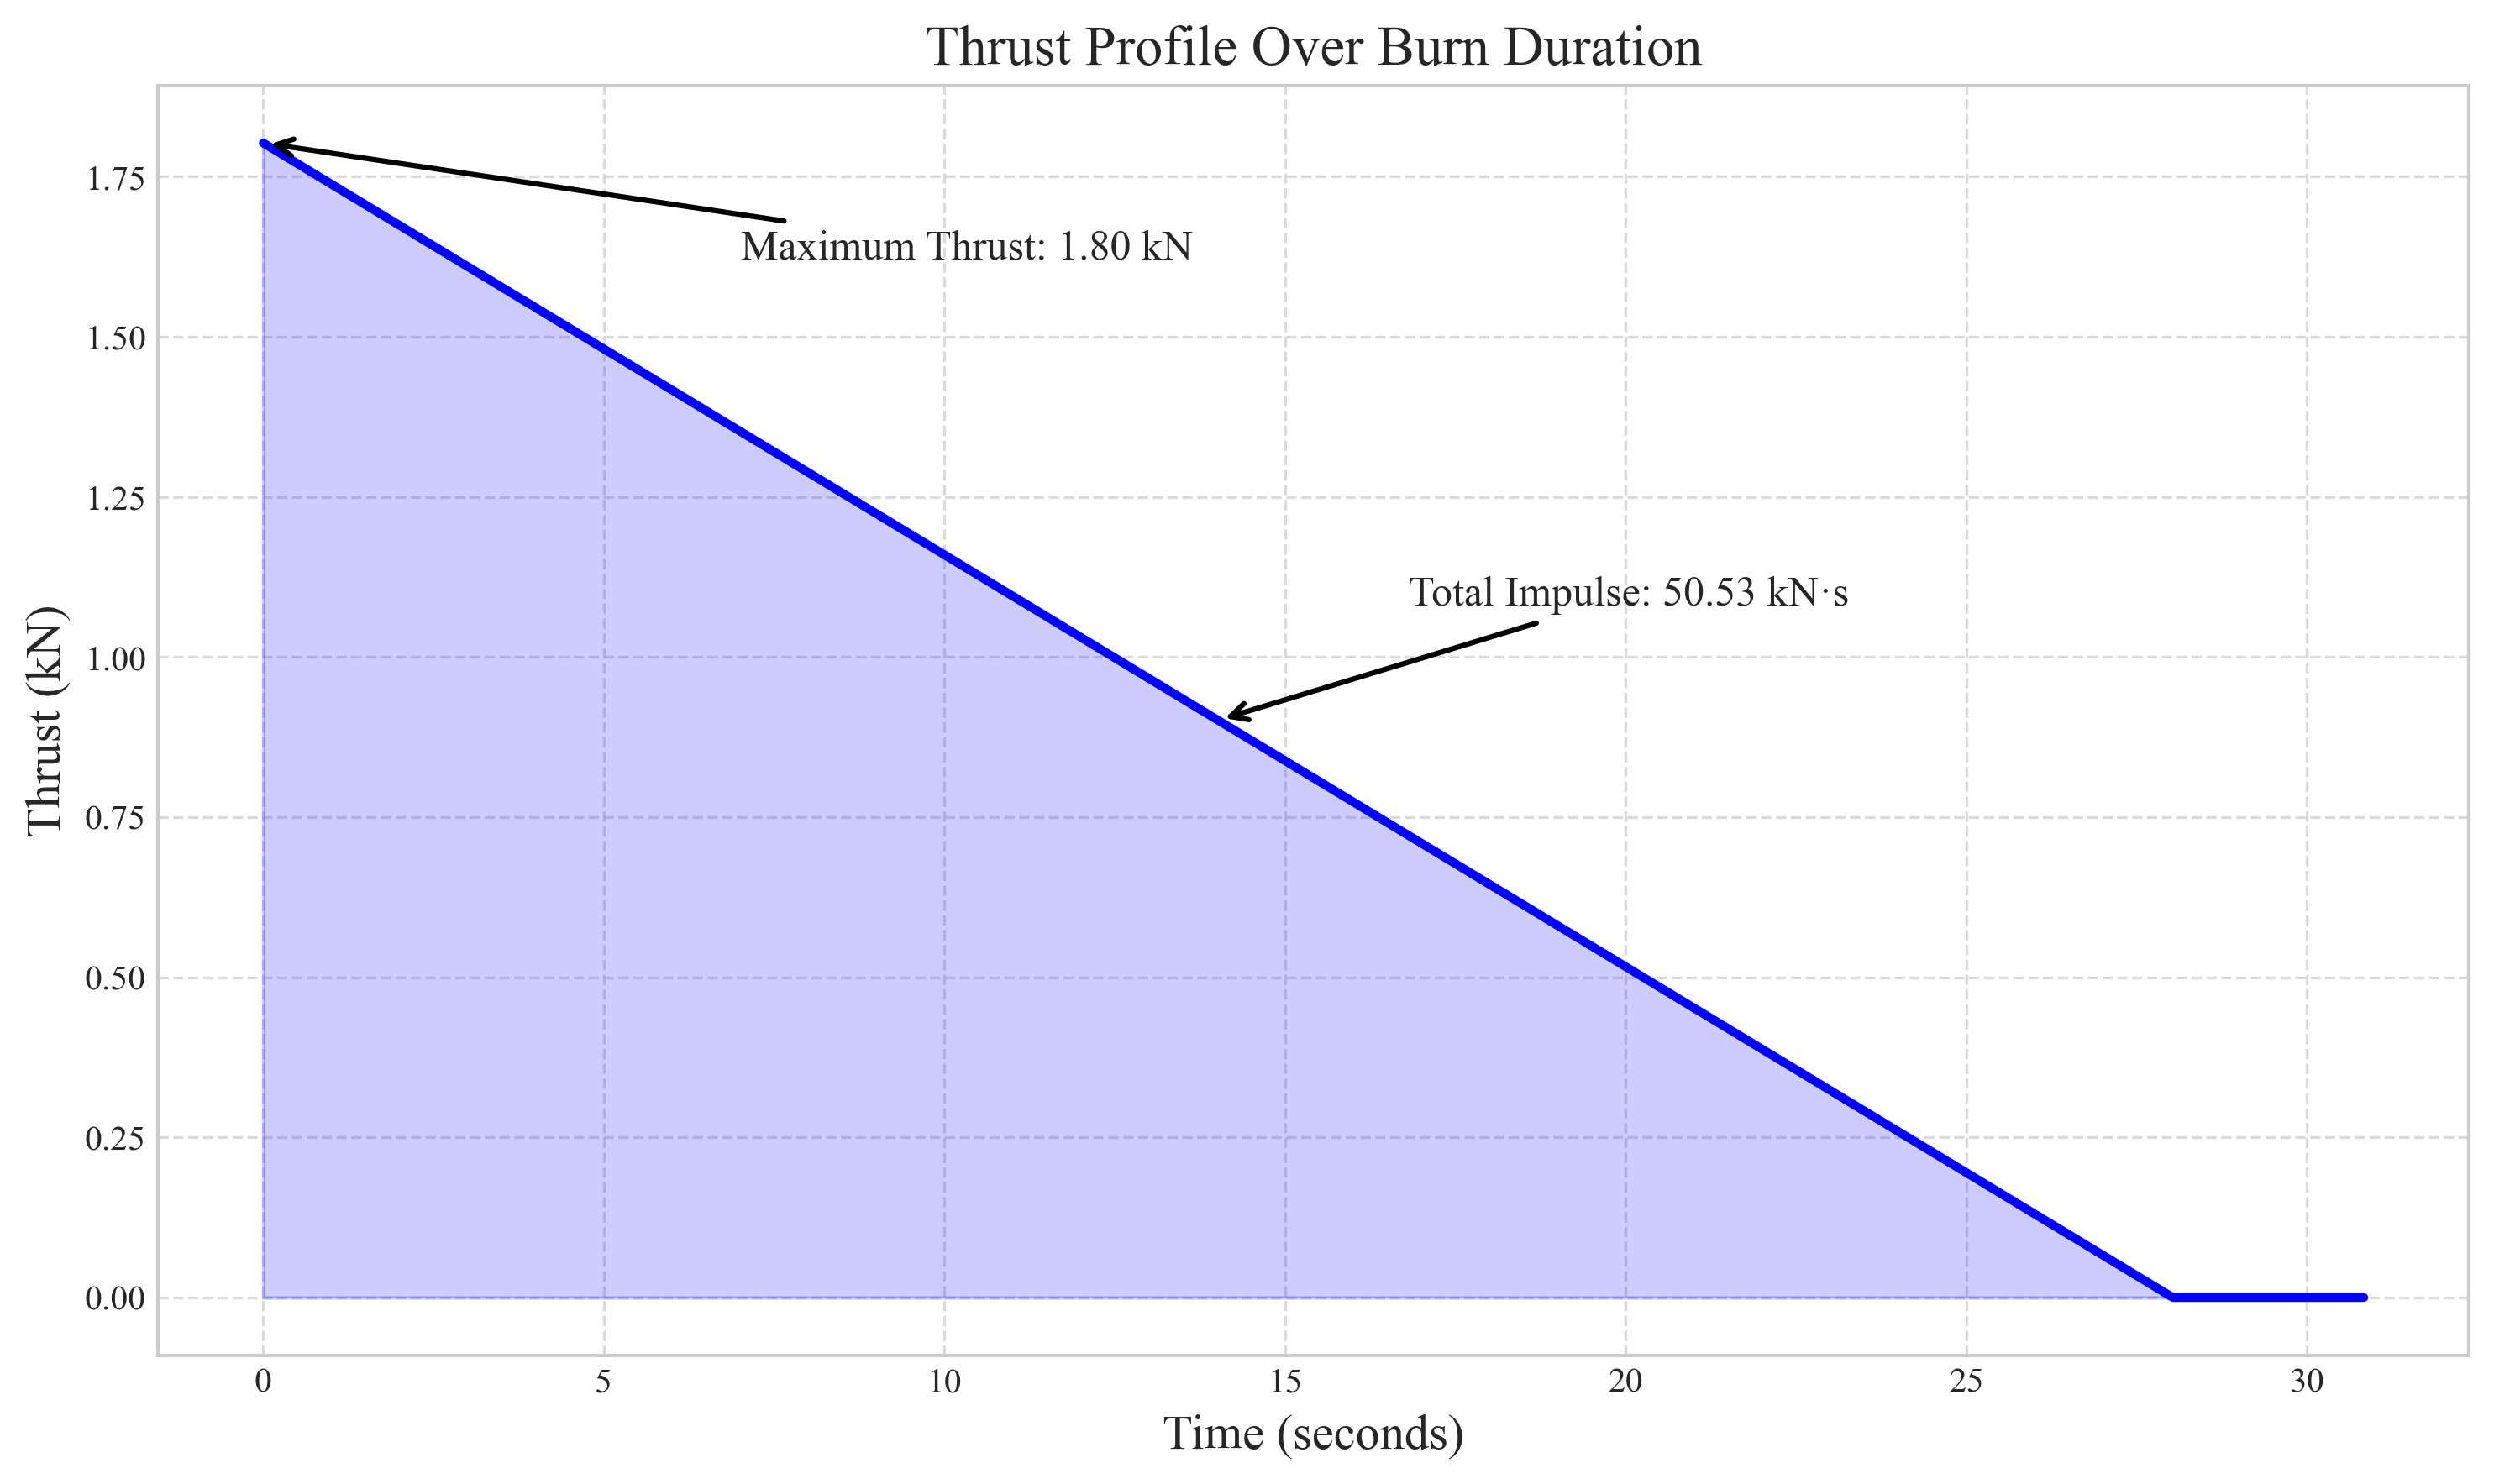 Thrust Profile Over Burn Duration
1.75
Maximum Thrust: 1.80 kN
1.50
1.25
Total Impulse: 50.53 kN·s
1.00
Thrust (kN)
0.75
0.50
0.25
0.00
0 5 10 15 20 25 30
Time (seconds)